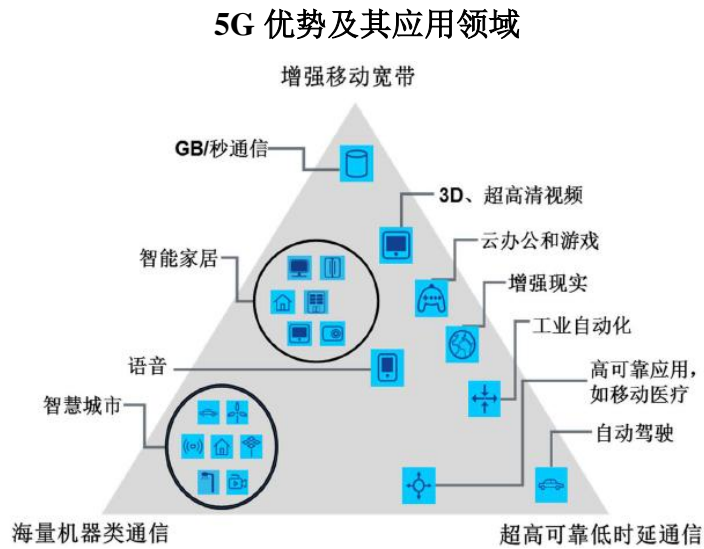 5G 优势及其应用领域
增强移动宽带
GB/秒通信
3D、超高清视频
云办公和游戏
智能家居
增强现实
工业自动化
语音
高可靠应用，
如移动医疗
智慧城市
自动驾驶
海量机器类通信
超高可靠低时延通信